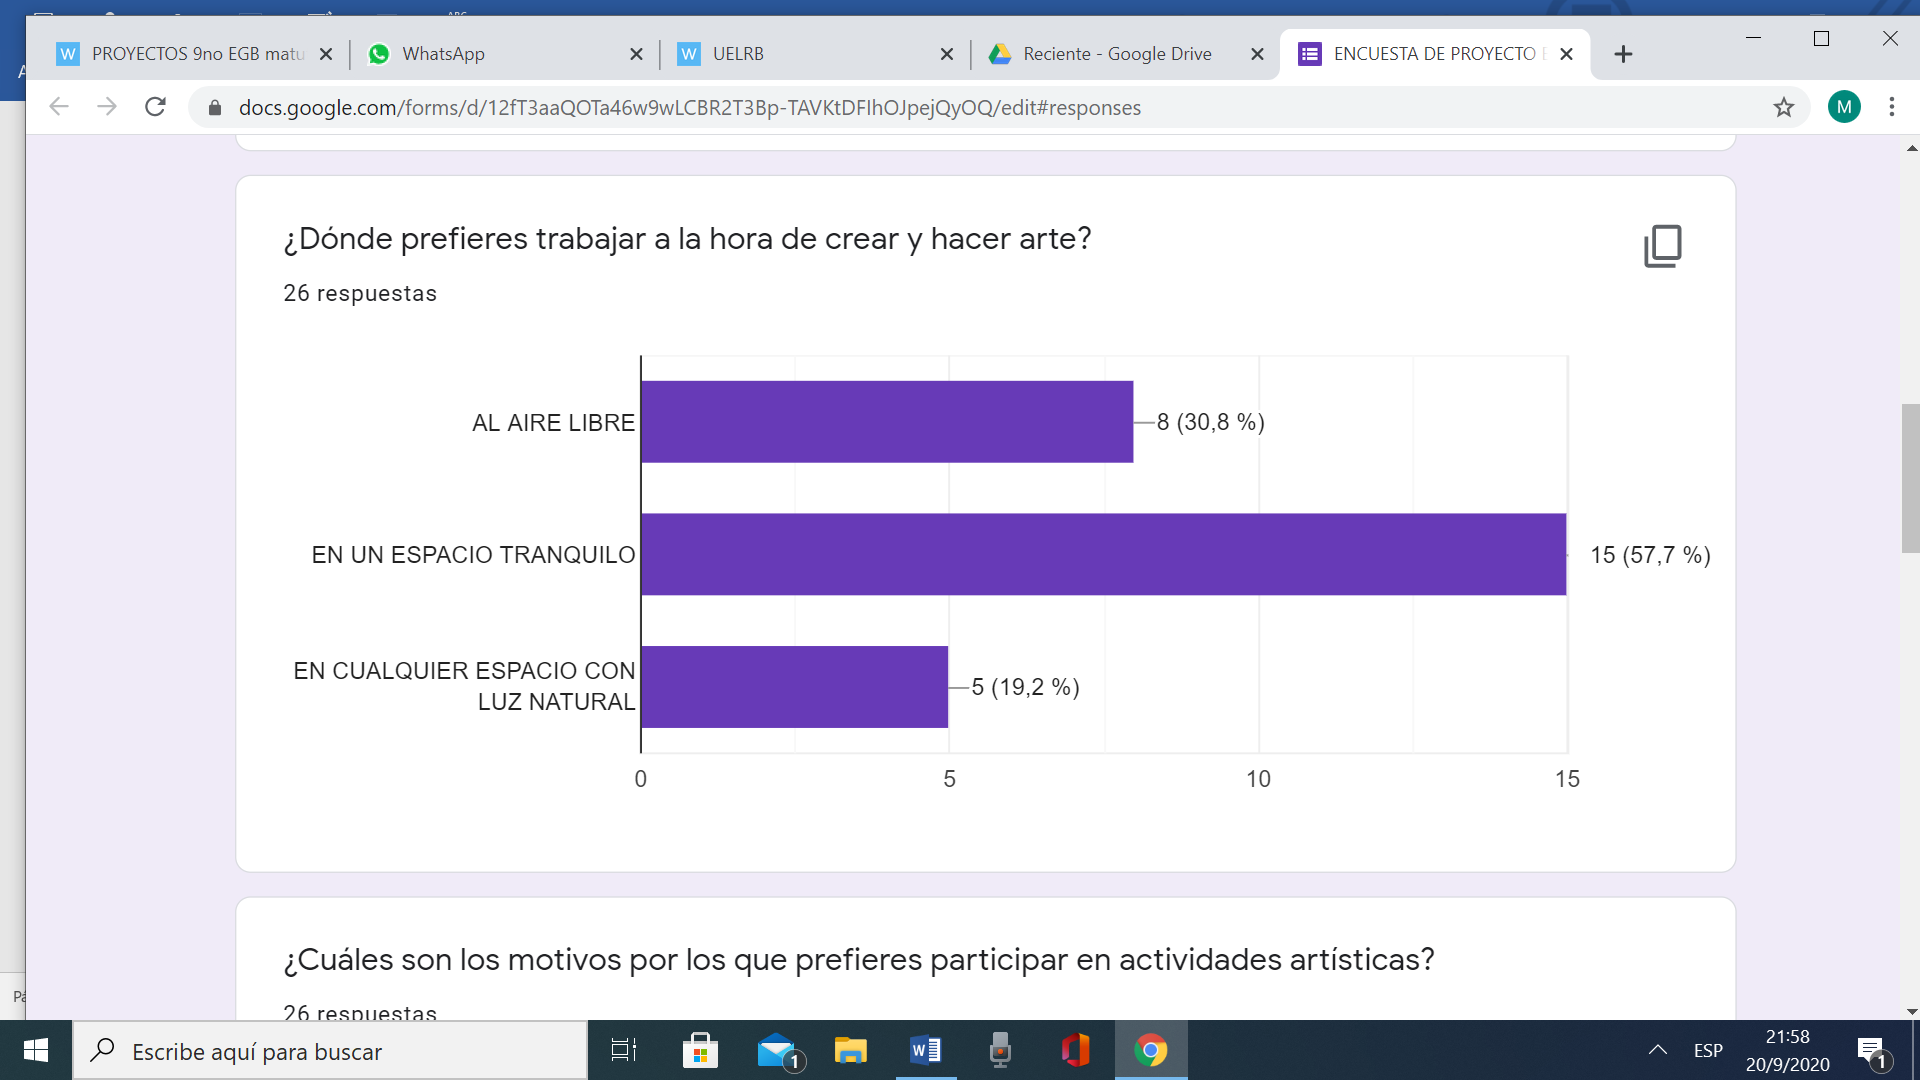 PROYECTOS 9no EGB matu
WhatsApp
UELRB
Reciente - Google Drive
ENCUESTA DE PROYECTO
docs.google.com/forms/d/12fT3aaQOTa46w9wLCBR2T3Bp-TAVKtDFIhOJpejQyOQ/edit#responses
M
¿Dónde prefieres trabajar a la hora de crear y hacer arte?
26 respuestas
AL AIRE LIBRE
8 (30,8 %)
EN UN ESPACIO TRANQUILO
15 (57,7 %)
EN CUALQUIER ESPACIO CON
LUZ NATURAL
5 (19,2 %)
0 5 10 15
¿Cuáles son los motivos por los que prefieres participar en actividades artísticas?
26 respuestas
Escribe aquí para buscar
1
ESP
21:58
20/9/2020
1